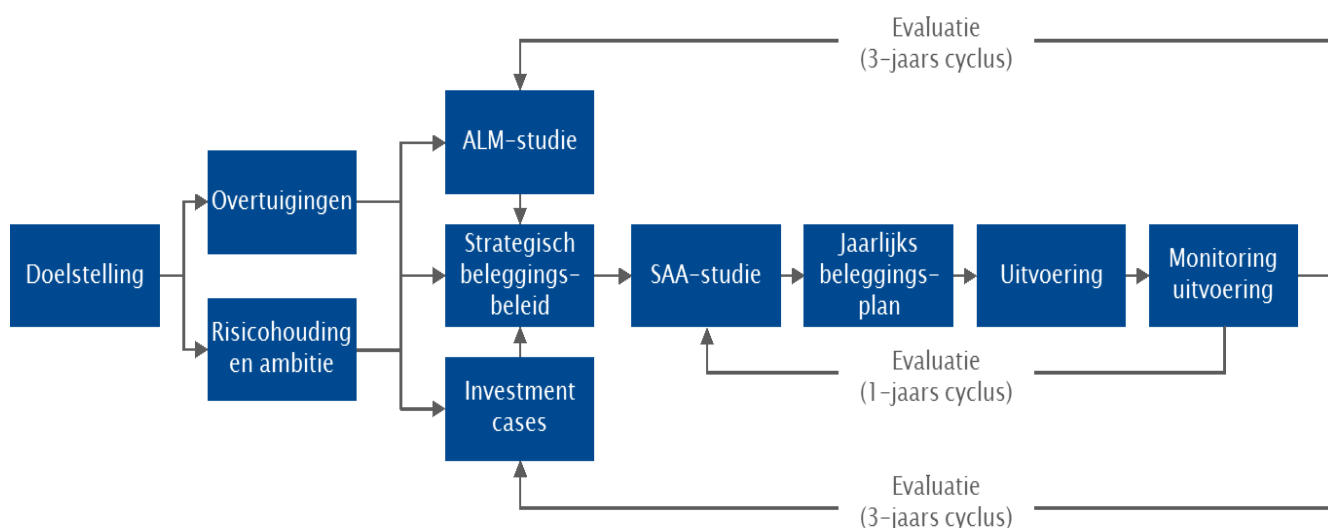 Evaluatie
(3-jaars cyclus)
ALM-studie
Overtuigingen
Doelstelling
Risicohouding
en ambitie
Strategisch
beleggings-
beleid
SAA-studie
Jaarlijks
beleggings-
plan
Uitvoering
Monitoring
uitvoering
Investment
cases
Evaluatie
(1-jaars cyclus)
Evaluatie
(3-jaars cyclus)